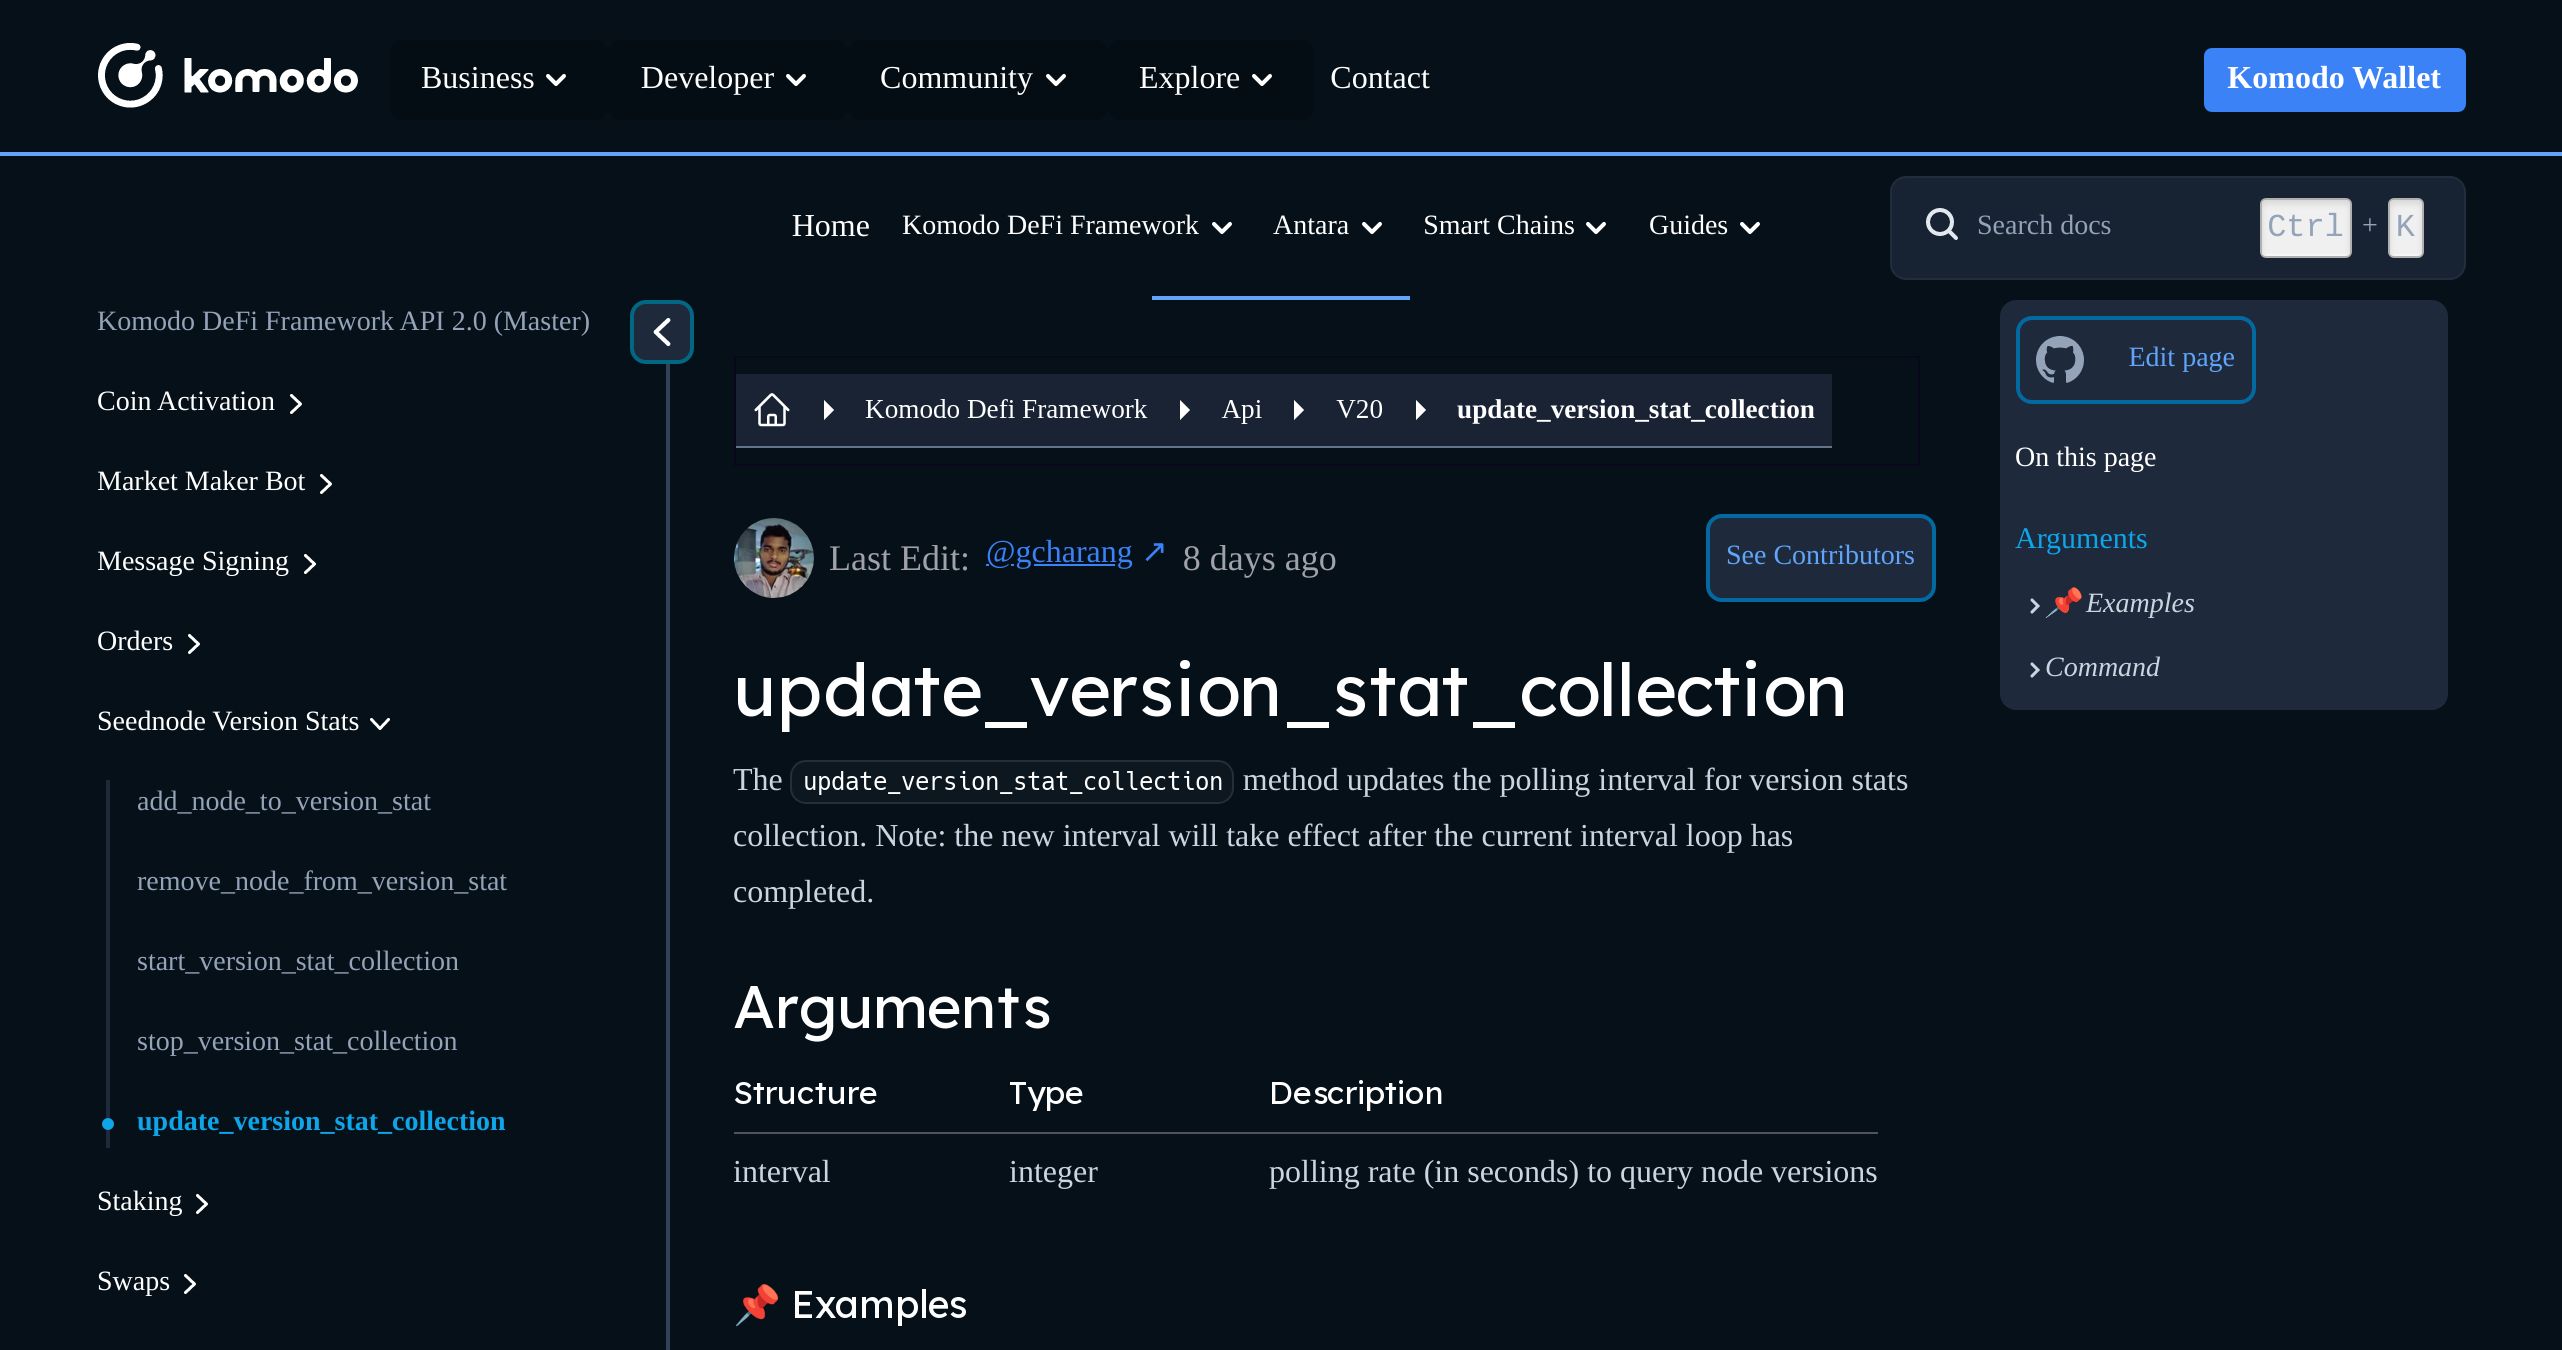 komodo
Business
Developer
Community
Explore
Contact
Komodo Wallet
Home
Komodo DeFi Framework
Antara
Smart Chains
Guides
Search docs
Ctrl + K
Komodo DeFi Framework API 2.0 (Master)
Coin Activation
Market Maker Bot
Message Signing
Orders
Seednode Version Stats
add_node_to_version_stat
remove_node_from_version_stat
start_version_stat_collection
stop_version_stat_collection
update_version_stat_collection
Staking
Swaps
Komodo Defi Framework
Api
V20
update_version_stat_collection
Last Edit: @gcharang ↗ 8 days ago
See Contributors
update_version_stat_collection
The update_version_stat_collection method updates the polling interval for version stats
collection. Note: the new interval will take effect after the current interval loop has
completed.
Arguments
Structure Type Description
interval integer polling rate (in seconds) to query node versions
📌 Examples
Edit page
On this page
Arguments
📌 Examples
Command